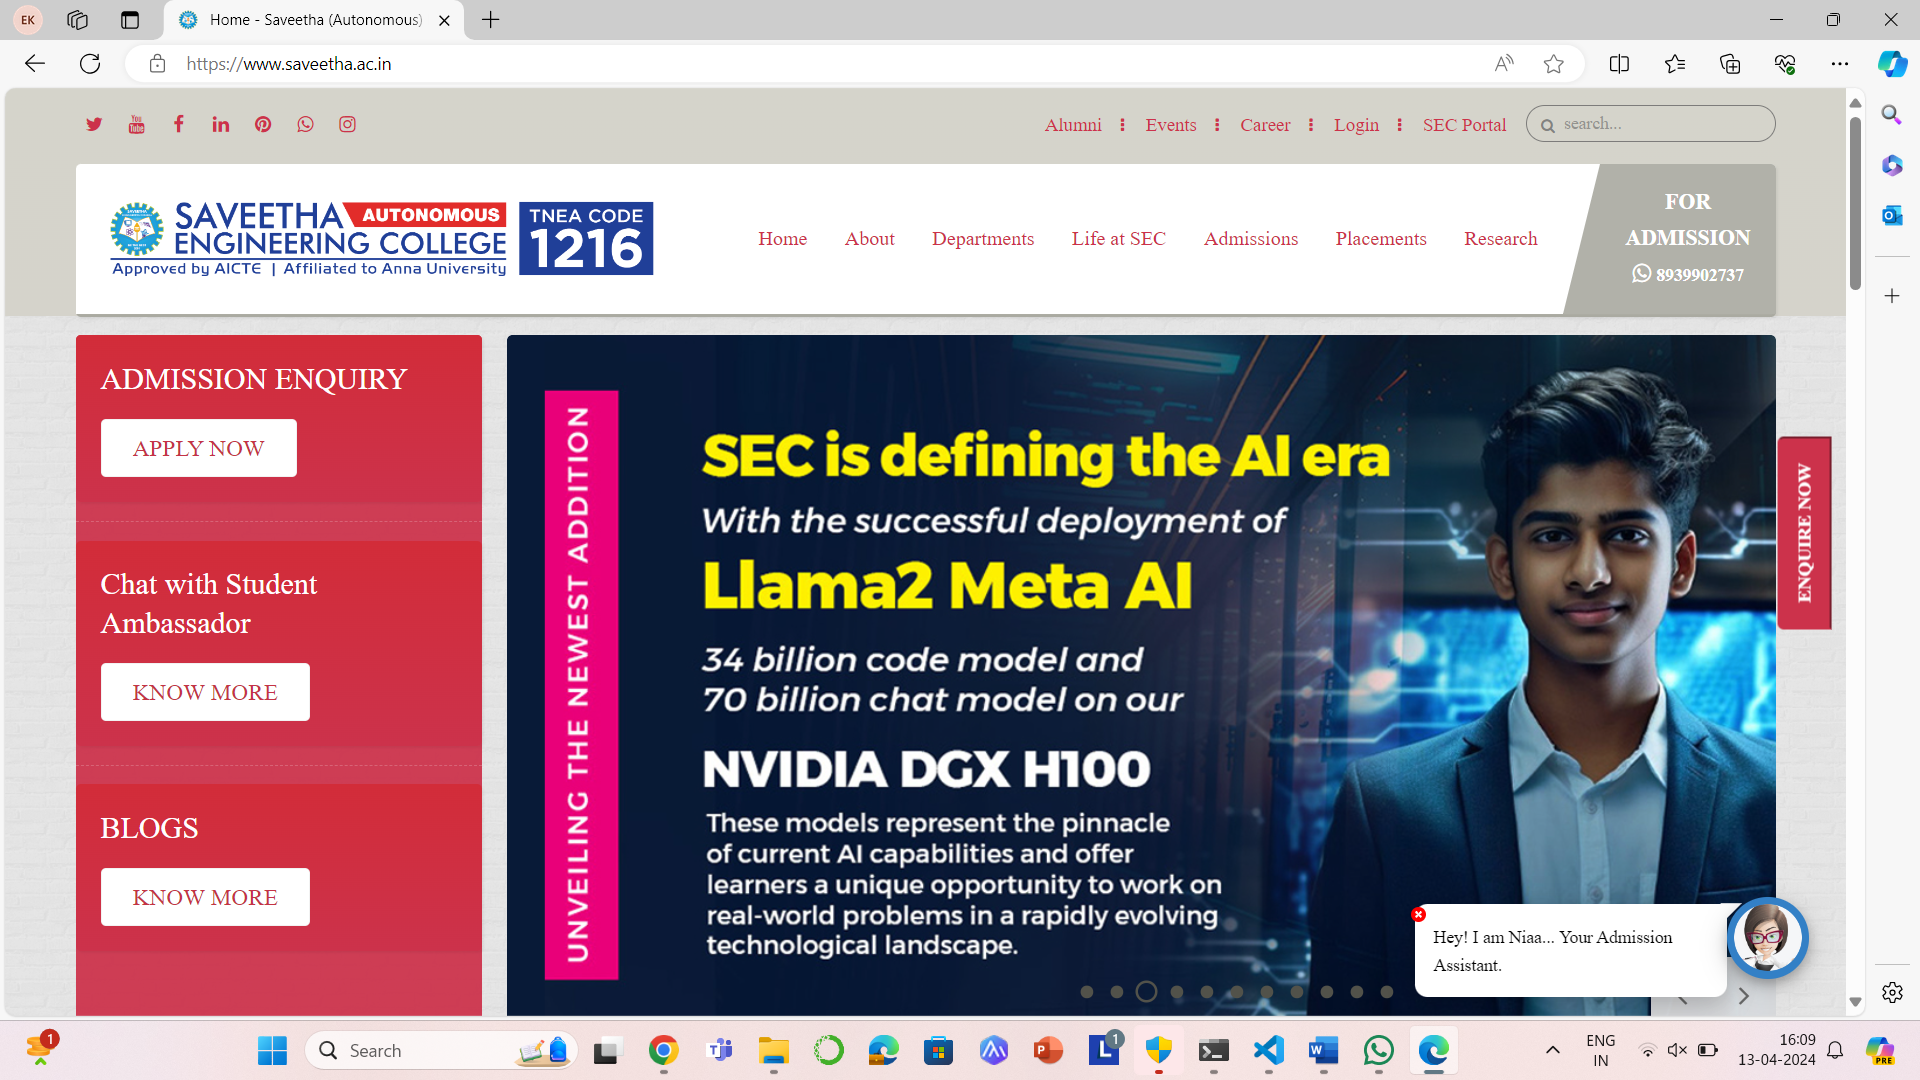 EK
Home - Saveetha (Autonomous)
https://www.saveetha.ac.in
You
Tube
Alumni
Events
Career
Login
SEC Portal
search...
SAVEETHA AUTONOMOUS
ENGINEERING COLLEGE
Approved by AICTE | Affiliated to Anna University
TNEA CODE
1216
Home
About
Departments
Life at SEC
Admissions
Placements
Research
FOR
ADMISSION
8939902737
ADMISSION ENQUIRY
APPLY NOW
Chat with Student
Ambassador
KNOW MORE
BLOGS
KNOW MORE
UNVEILING THE NEWEST ADDITION
SEC is defining the AI era
With the successful deployment of
Llama2 Meta AI
34 billion code model and
70 billion chat model on our
NVIDIA DGX H100
These models represent the pinnacle
of current AI capabilities and offer
learners a unique opportunity to work on
real-world problems in a rapidly evolving
technological landscape.
ENQUIRE NOW
Hey! I am Niaa... Your Admission
Assistant.
1
Search
1
ENG
IN
16:09
13-04-2024
PRE